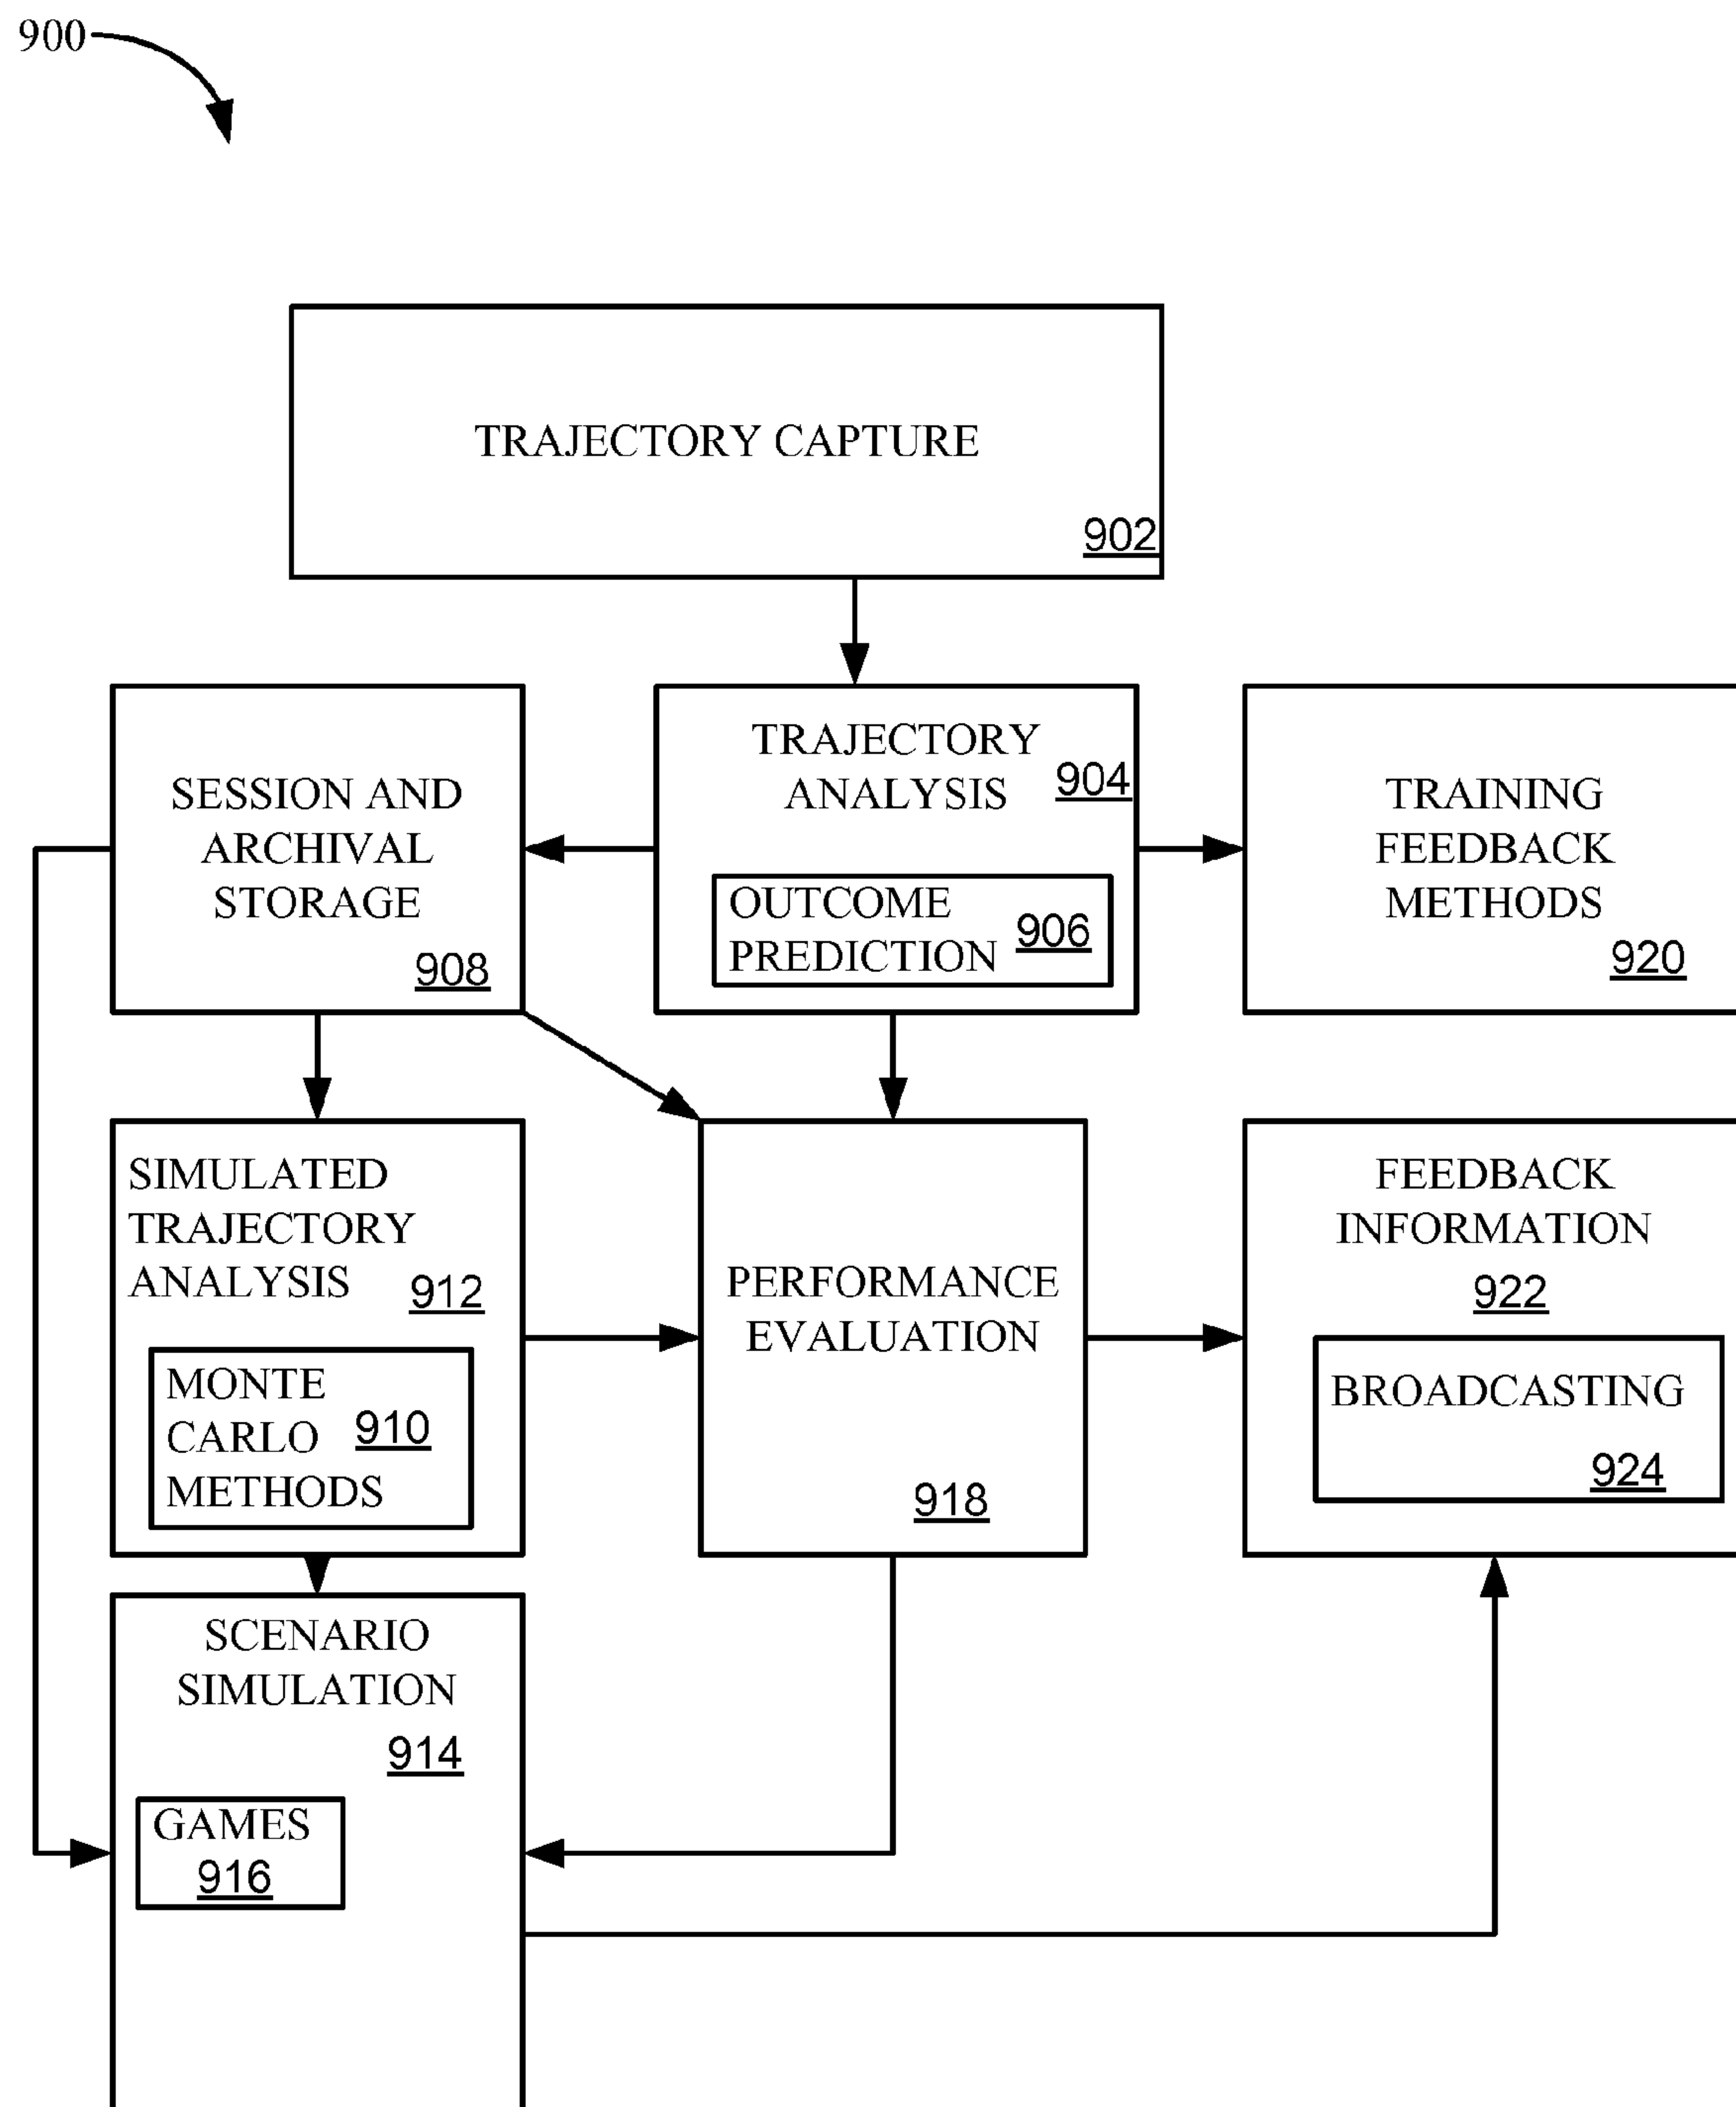 900
TRAJECTORY CAPTURE
902
SESSION AND
ARCHIVAL
STORAGE
908
TRAJECTORY
ANALYSIS
904
OUTCOME
PREDICTION
906
TRAINING
FEEDBACK
METHODS
920
SIMULATED
TRAJECTORY
ANALYSIS
912
MONTE
CARLO
METHODS
910
PERFORMANCE
EVALUATION
918
FEEDBACK
INFORMATION
922
BROADCASTING
924
SCENARIO
SIMULATION
914
GAMES
916